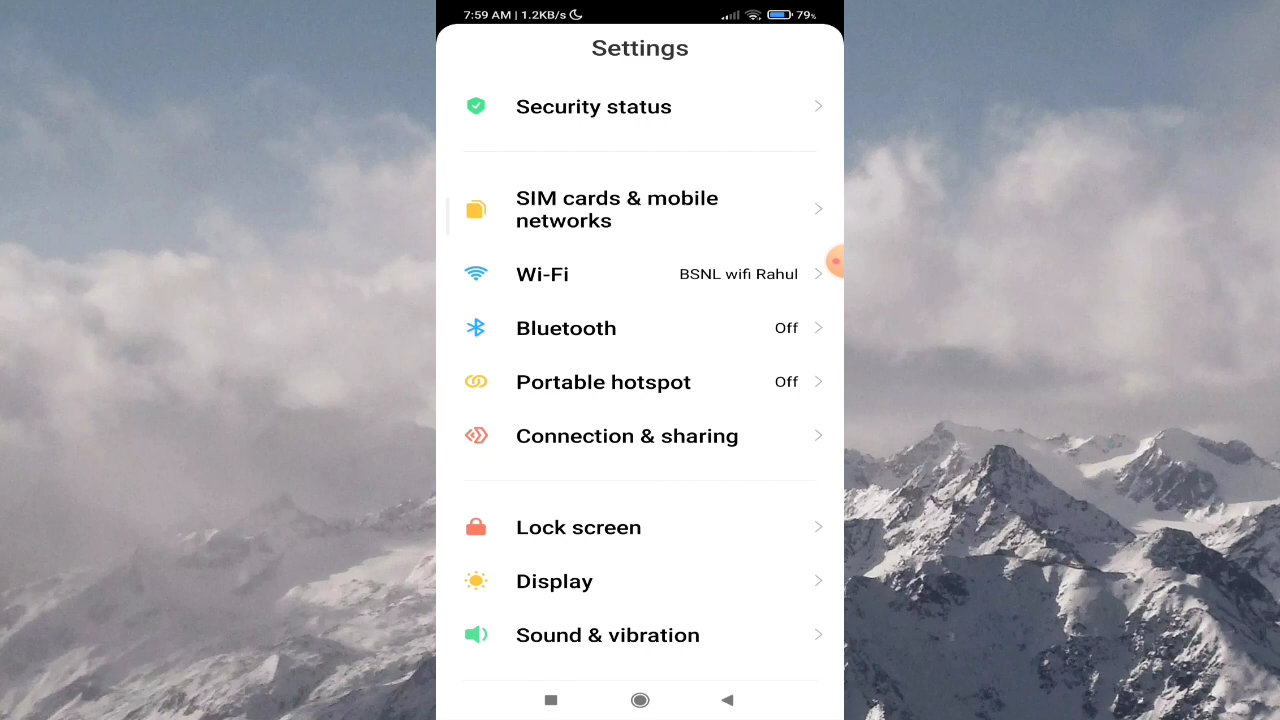 7:59 AM | 1.2KB/s
79%
Settings
Security status
SIM cards & mobile
networks
Wi-Fi
BSNL wifi Rahul
Bluetooth
Off
Portable hotspot
Off
Connection & sharing
Lock screen
Display
Sound & vibration